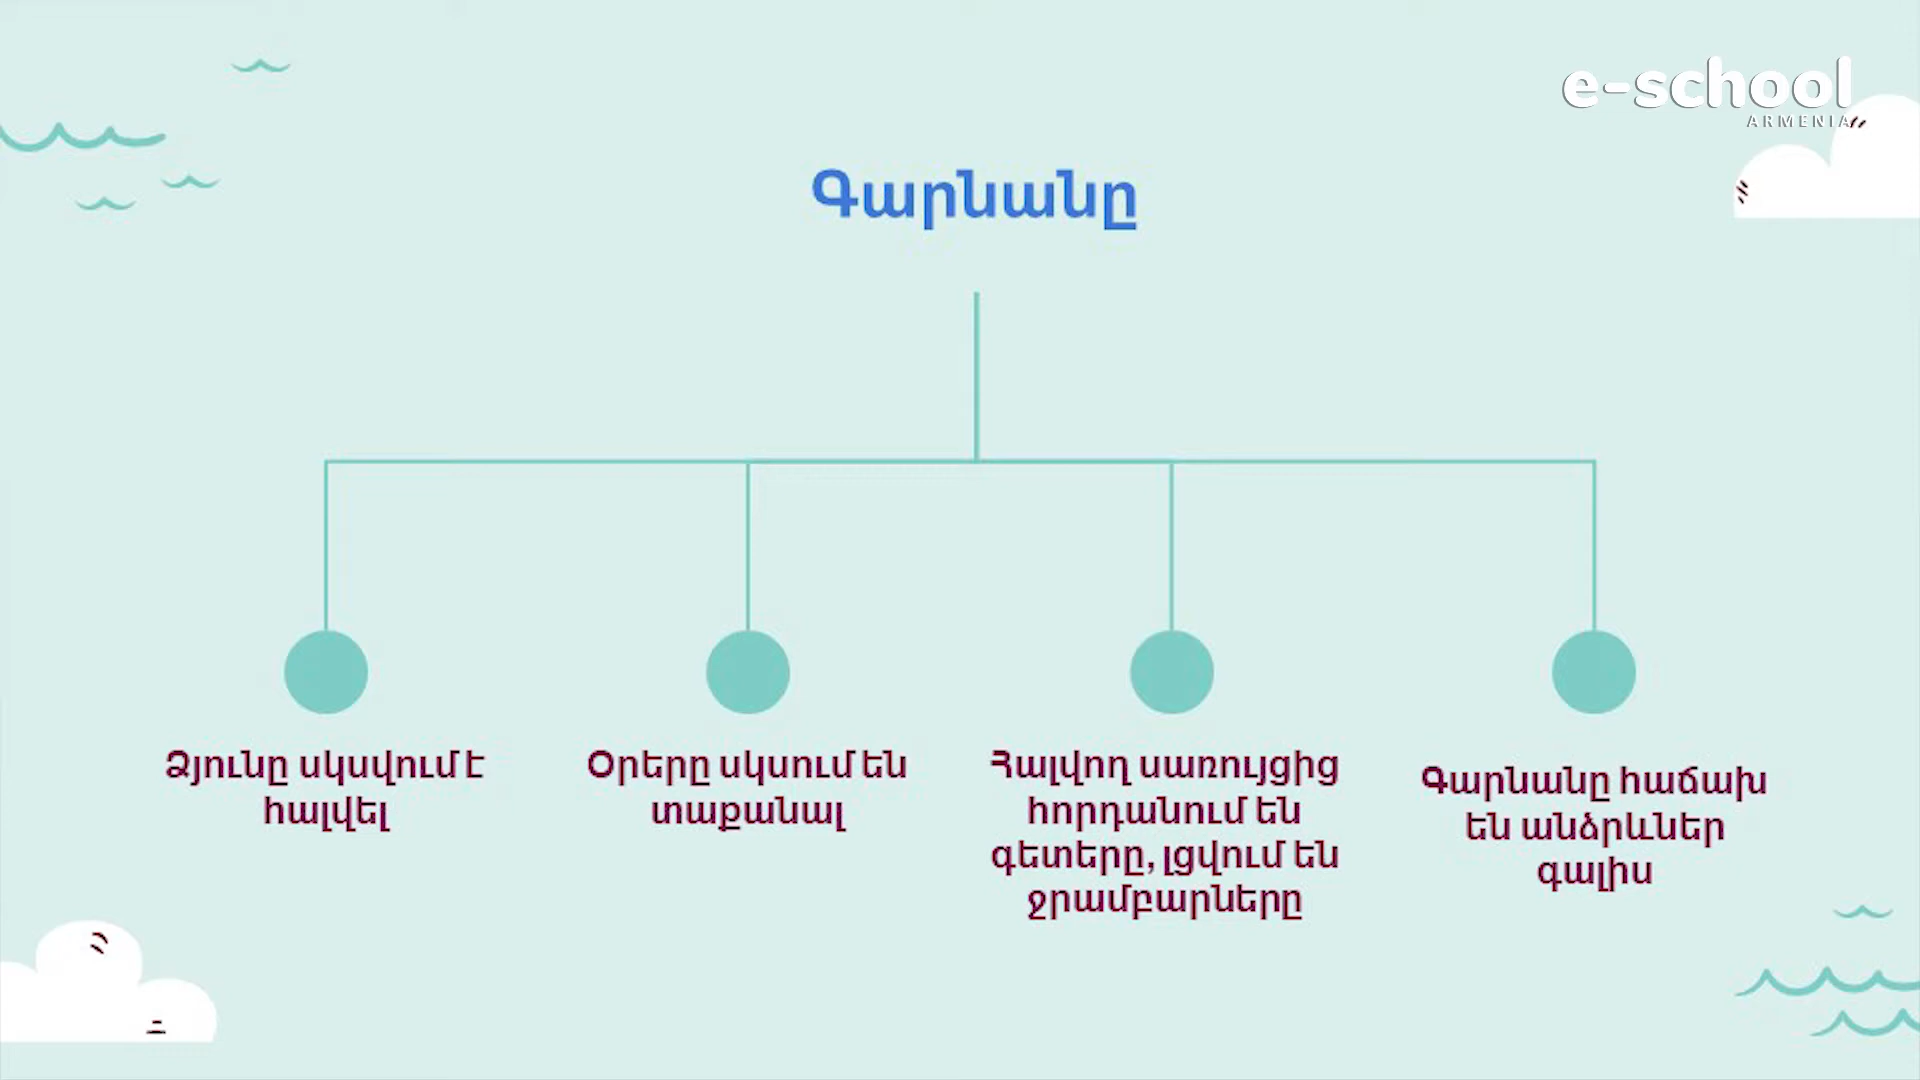 e-school
ARMENIA
Գարնանը
Ձյունը սկսվում է
հալվել
Օրերը սկսում են
տաքանալ
Հալվող սառույցից
հորդանում են
գետերը, լցվում են
ջրամբարները
Գարնանը հաճախ
են անձրևներ
գալիս